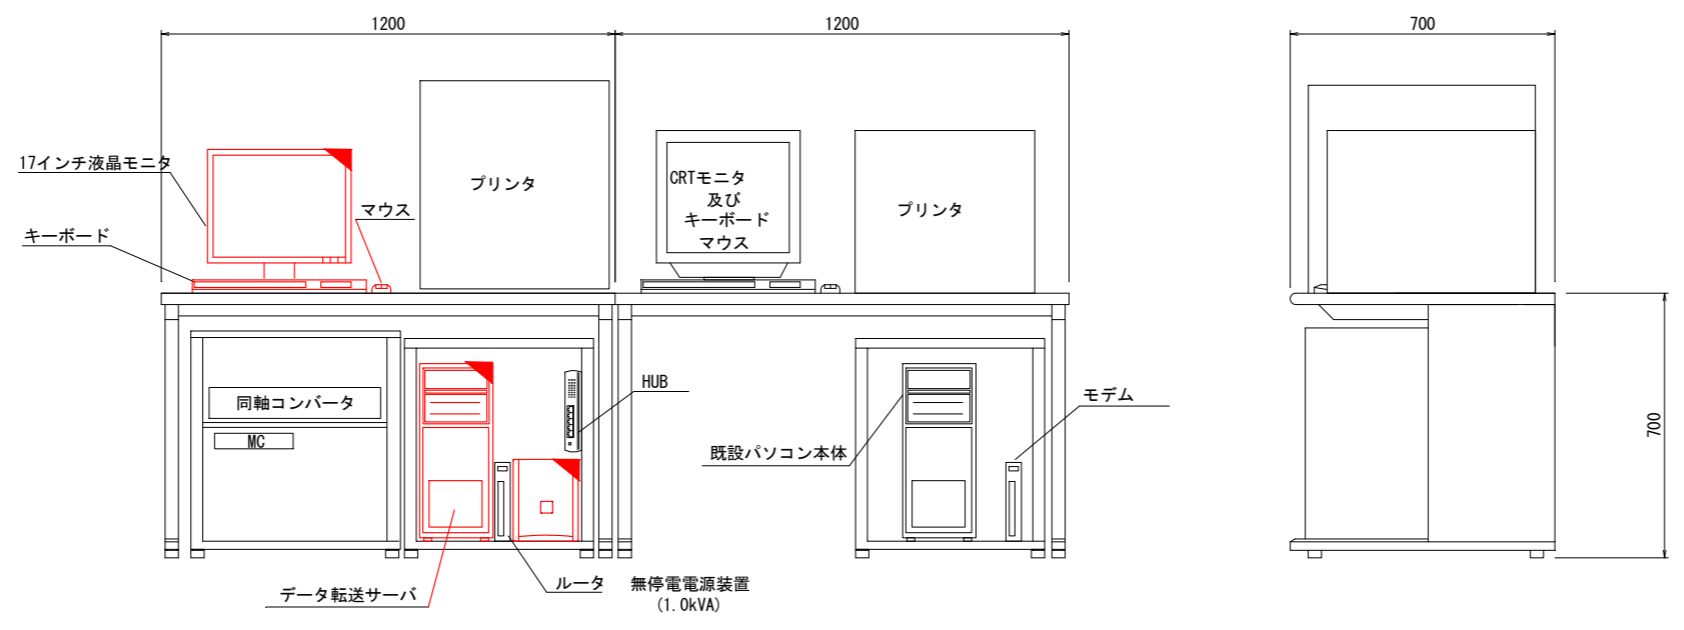 1200
1200
700
17インチ液晶モニタ
キーボード
マウス
プリンタ
CRTモニタ
及び
キーボード
マウス
プリンタ
同軸コンバータ
MC
HUB
既設パソコン本体
モデム
700
データ転送サーバ
ルータ
無停電電源装置
(1.0kVA)